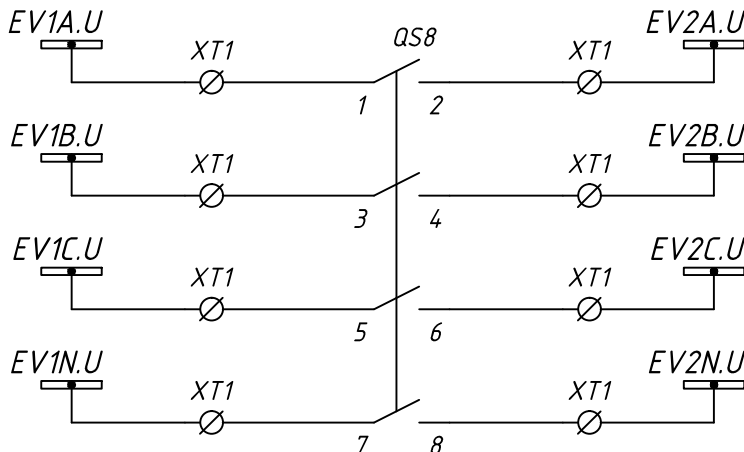 EV1A.U XT1 QS8 EV2A.U
XT1
1 2
EV1B.U XT1 XT1 EV2B.U
3 4
EV1C.U XT1 XT1 EV2C.U
5 6
EV1N.U XT1 XT1 EV2N.U
7 8